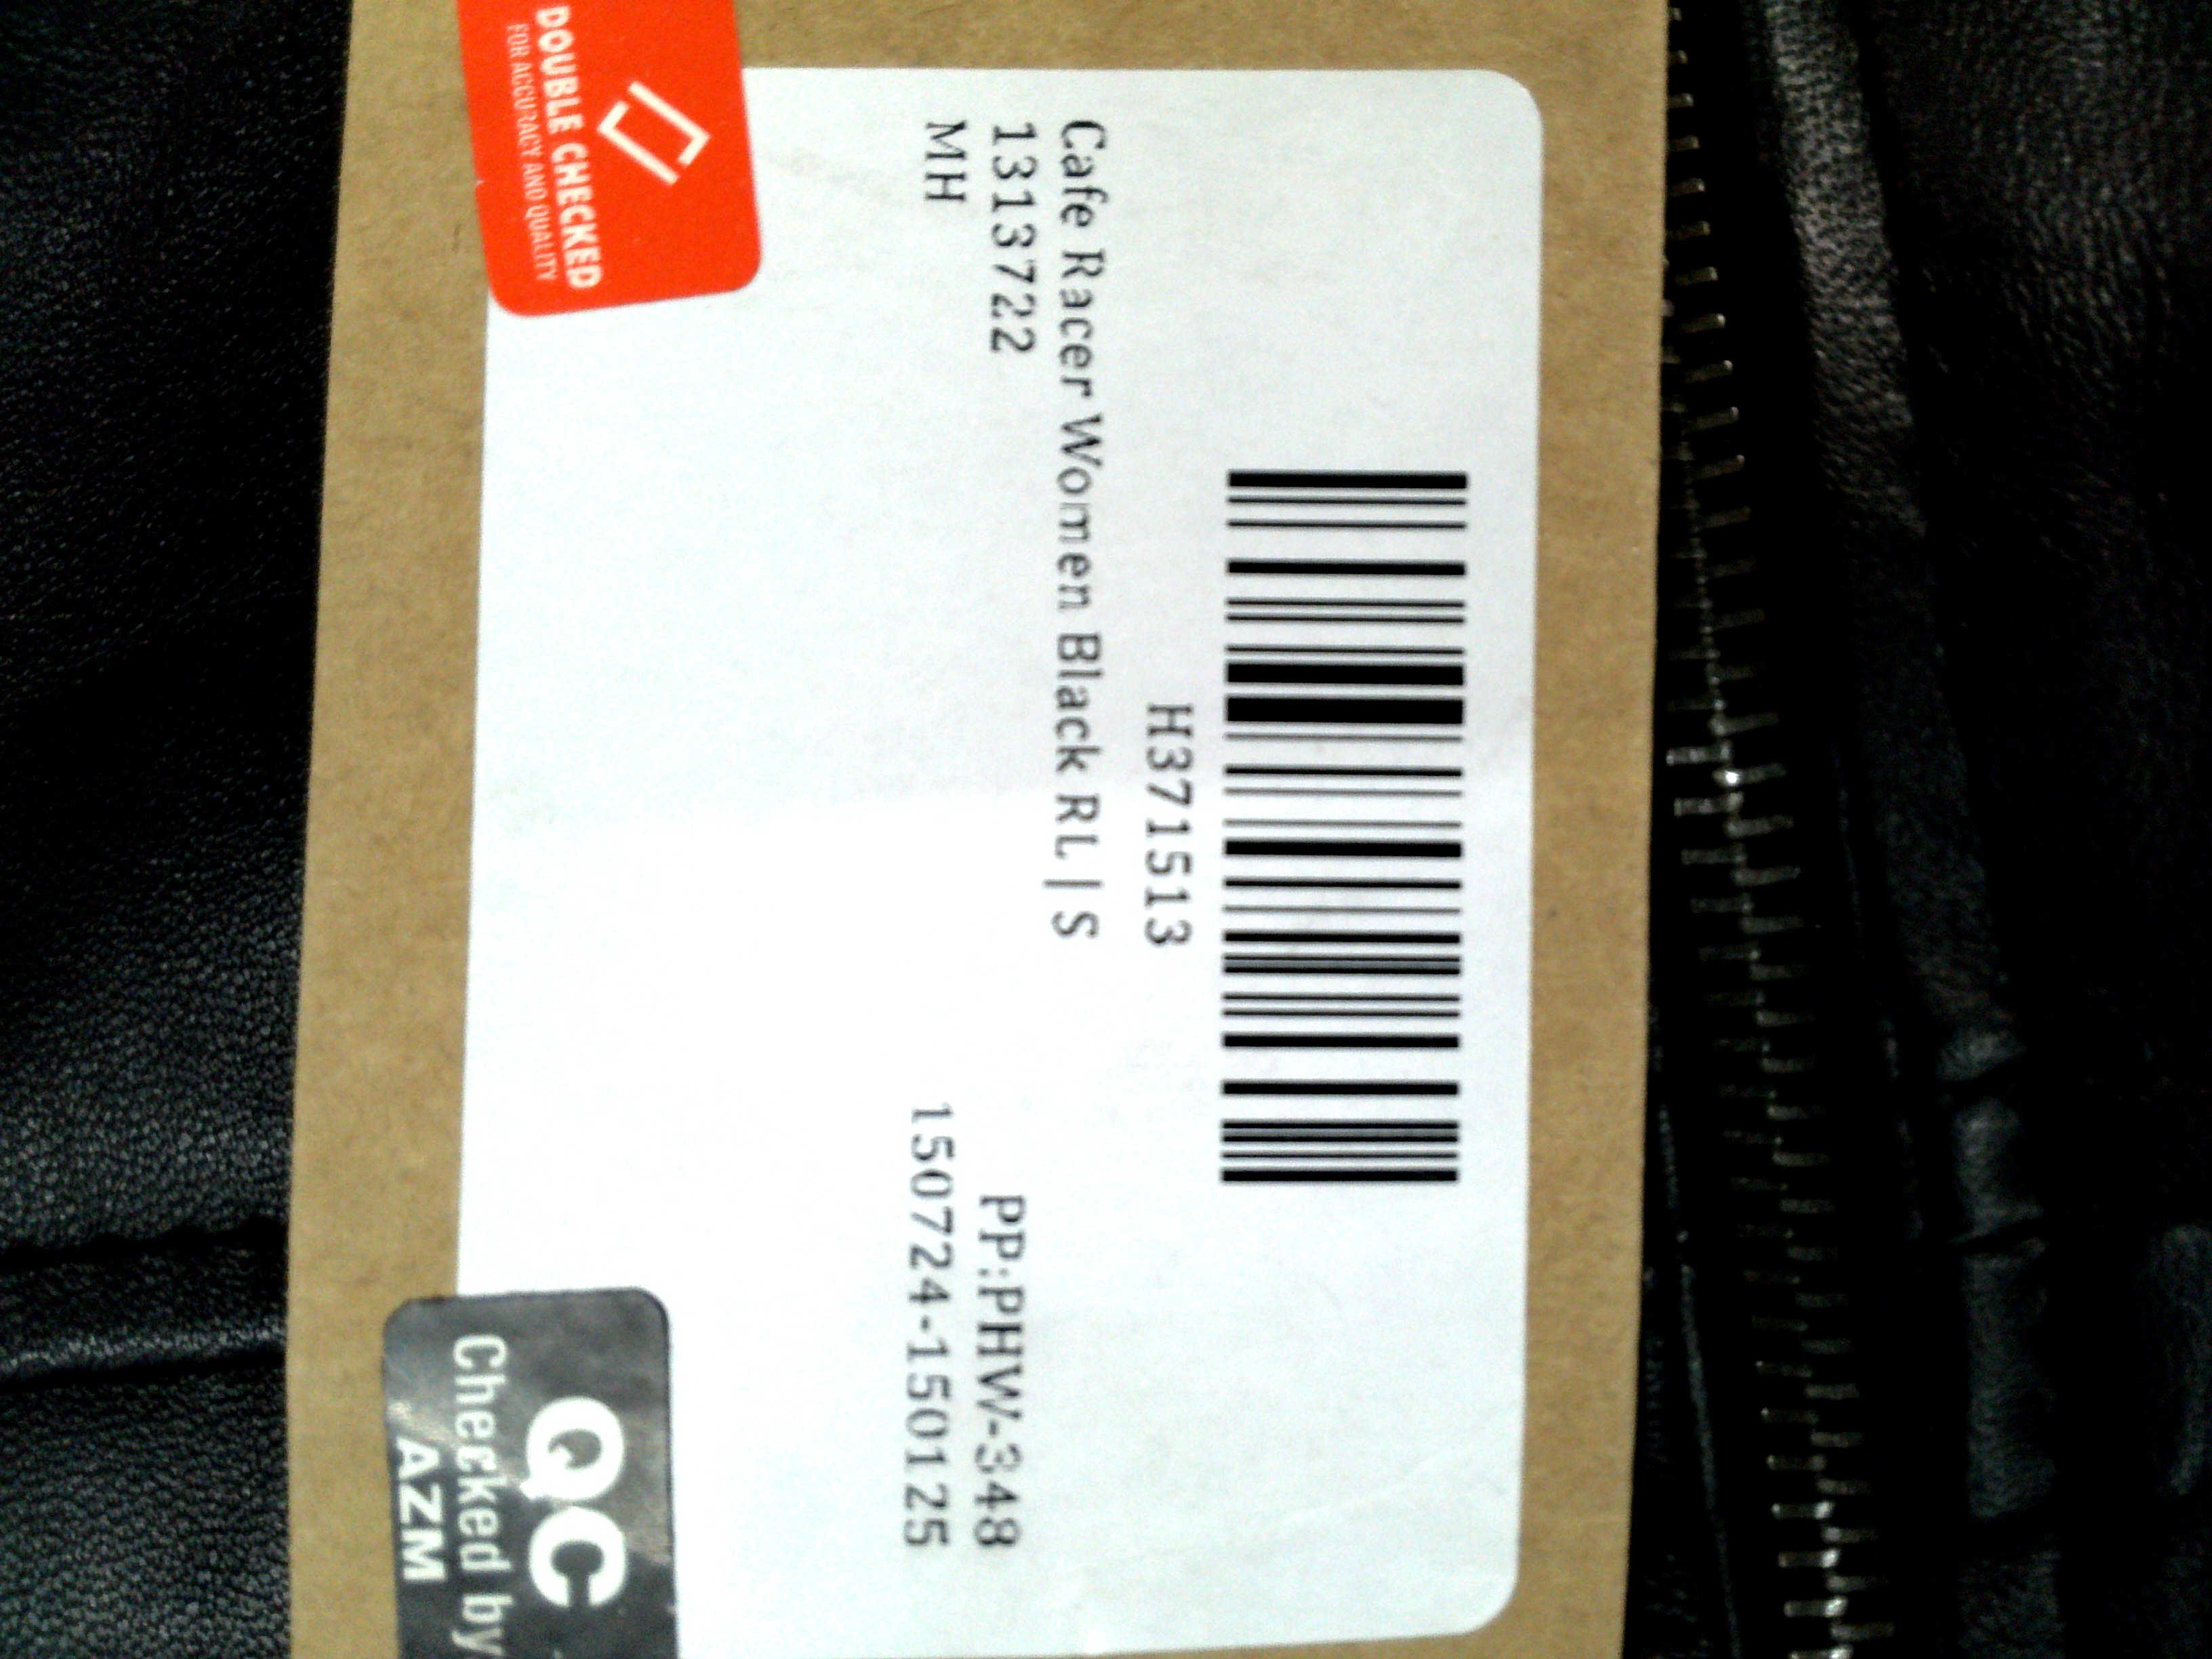 H371513
Cafe Racer Women Black RL | S
1313722
PP:PHW-348
MH
150724-150125
DOUBLE CHECKED
FOR ACCURACY AND QUALITY
QC
Checked by
AZM